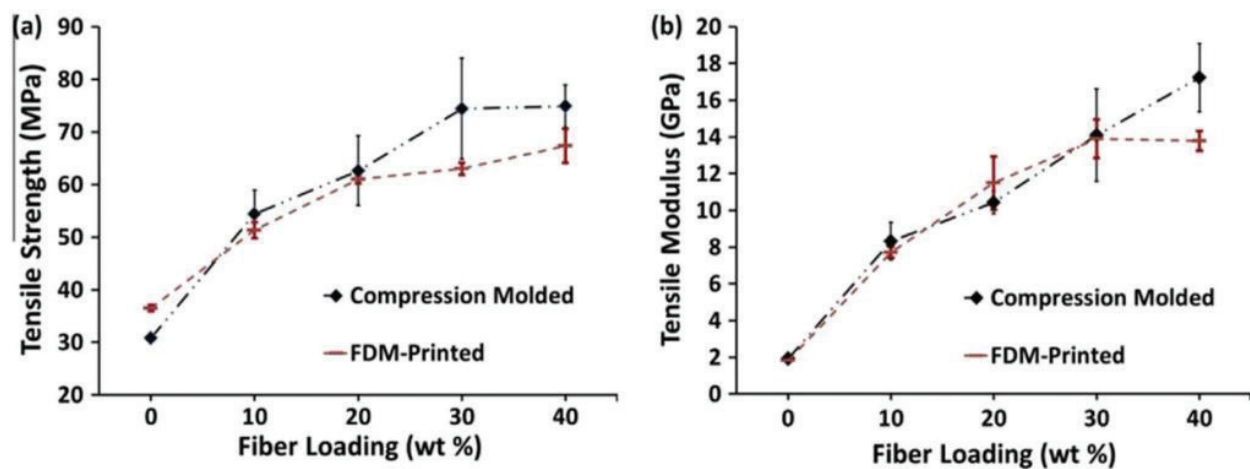 (a)
90
80
70
60
50
40
30
20
Tensile Strength (MPa)
Compression Molded
FDM-Printed
0 10 20 30 40
Fiber Loading (wt %)
(b)
20
18
16
14
12
10
8
6
4
2
0
Tensile Modulus (GPa)
Compression Molded
FDM-Printed
0 10 20 30 40
Fiber Loading (wt %)